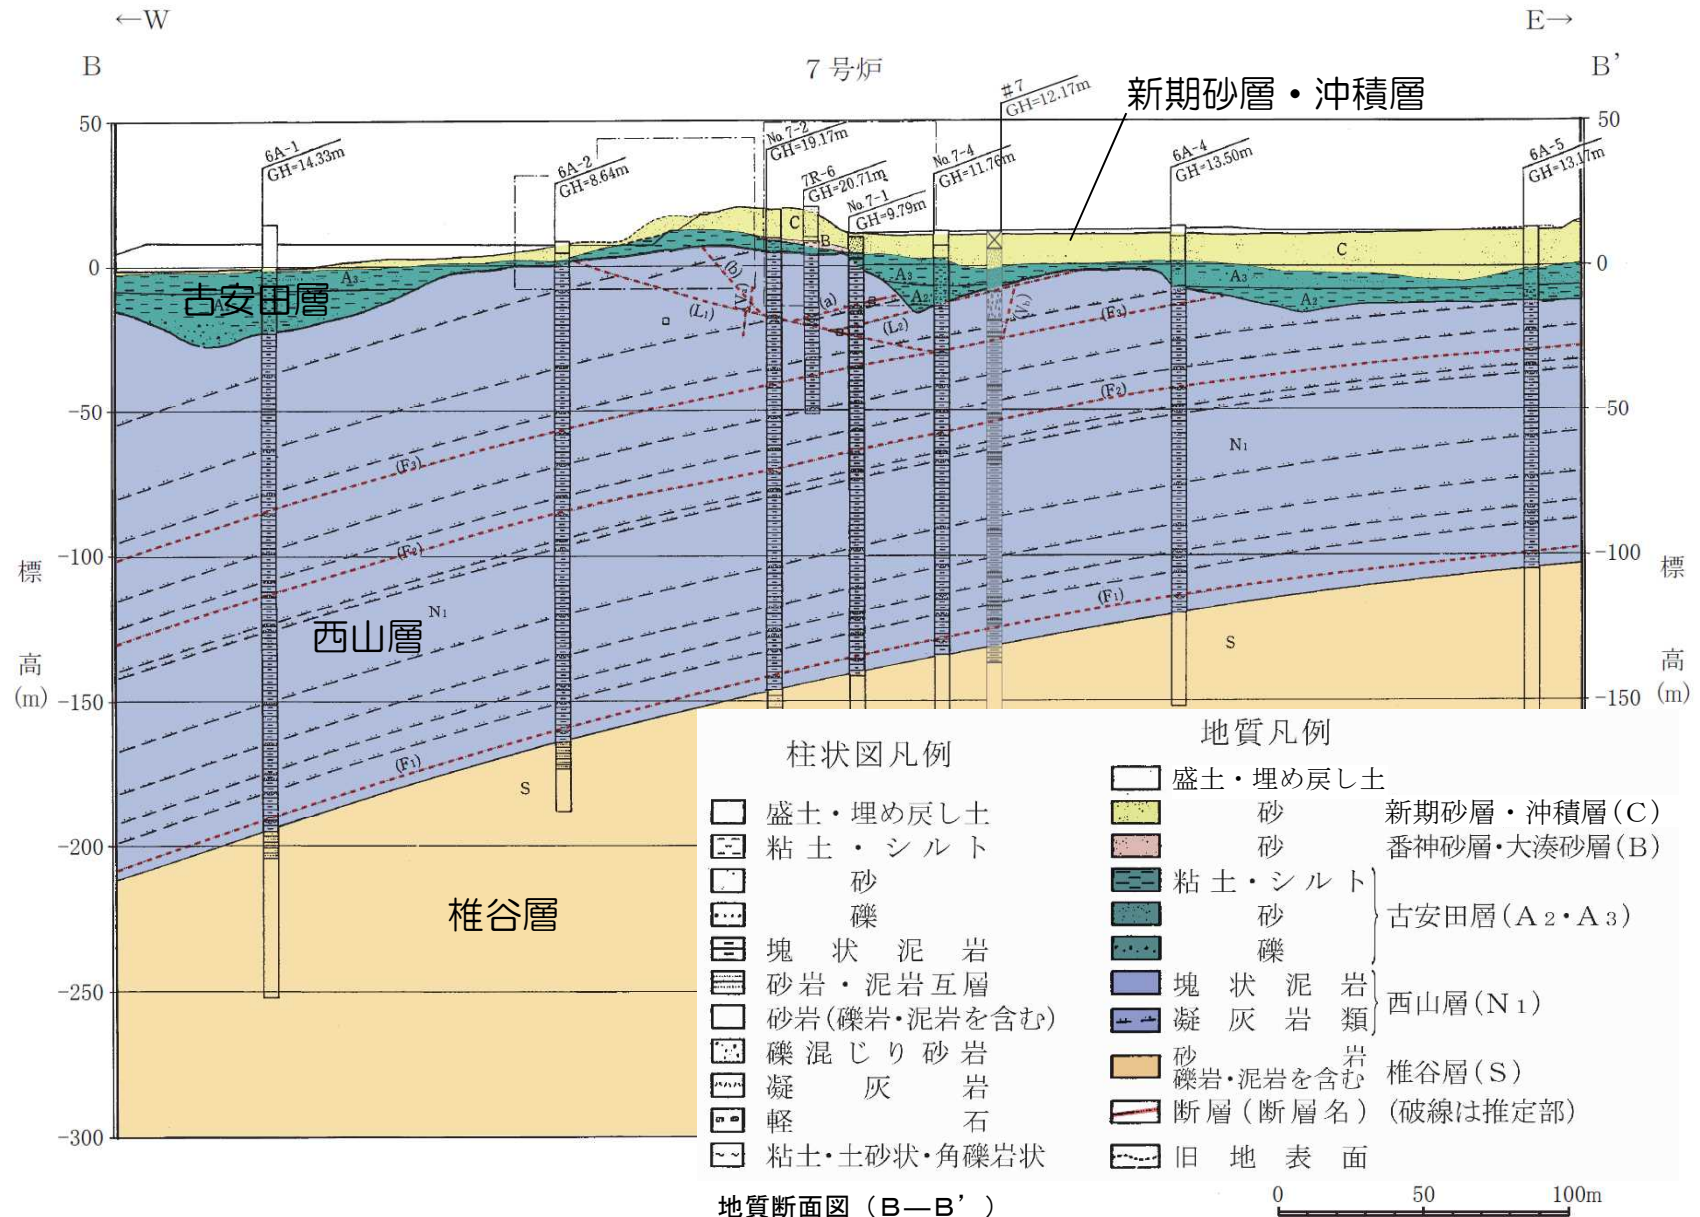 ←W
E→
B
7号炉
B'
新期砂層・沖積層
#7
GH=12.17m
No.7-2
GH=19.17m
6A-1
GH=14.33m
6A-2
GH=8.64m
7R-6
GH=20.71m
No.7-4
GH=11.76m
No.7-1
GH=9.79m
6A-4
GH=13.50m
6A-5
GH=13.17m
50
50
0
0
-50
-50
-100
-100
-150
-150
-200
-250
-300
標
高
(m)
標
高
(m)
C
B
C
A3
A3
A2
A3
A2
古安田層
(b)
(a)
(L1)
(L2)
(F3)
(F2)
(F3)
(F2)
(F1)
(F1)
N1
N1
西山層
S
S
椎谷層
柱状図凡例
盛土・埋め戻し土
粘土・シルト
砂
礫
塊状泥岩
砂岩・泥岩互層
砂岩(礫岩・泥岩を含む)
礫混じり砂岩
凝灰岩
軽石
粘土・土砂状・角礫岩状
地質凡例
盛土・埋め戻し土
砂 新期砂層・沖積層(C)
砂 番神砂層・大湊砂層(B)
粘土・シルト
砂 古安田層(A2・A3)
礫
塊状泥岩
西山層(N1)
凝灰岩類
砂岩
礫岩・泥岩を含む 椎谷層(S)
断層(断層名)(破線は推定部)
旧地表面
地質断面図（B―B'）
0 50 100m